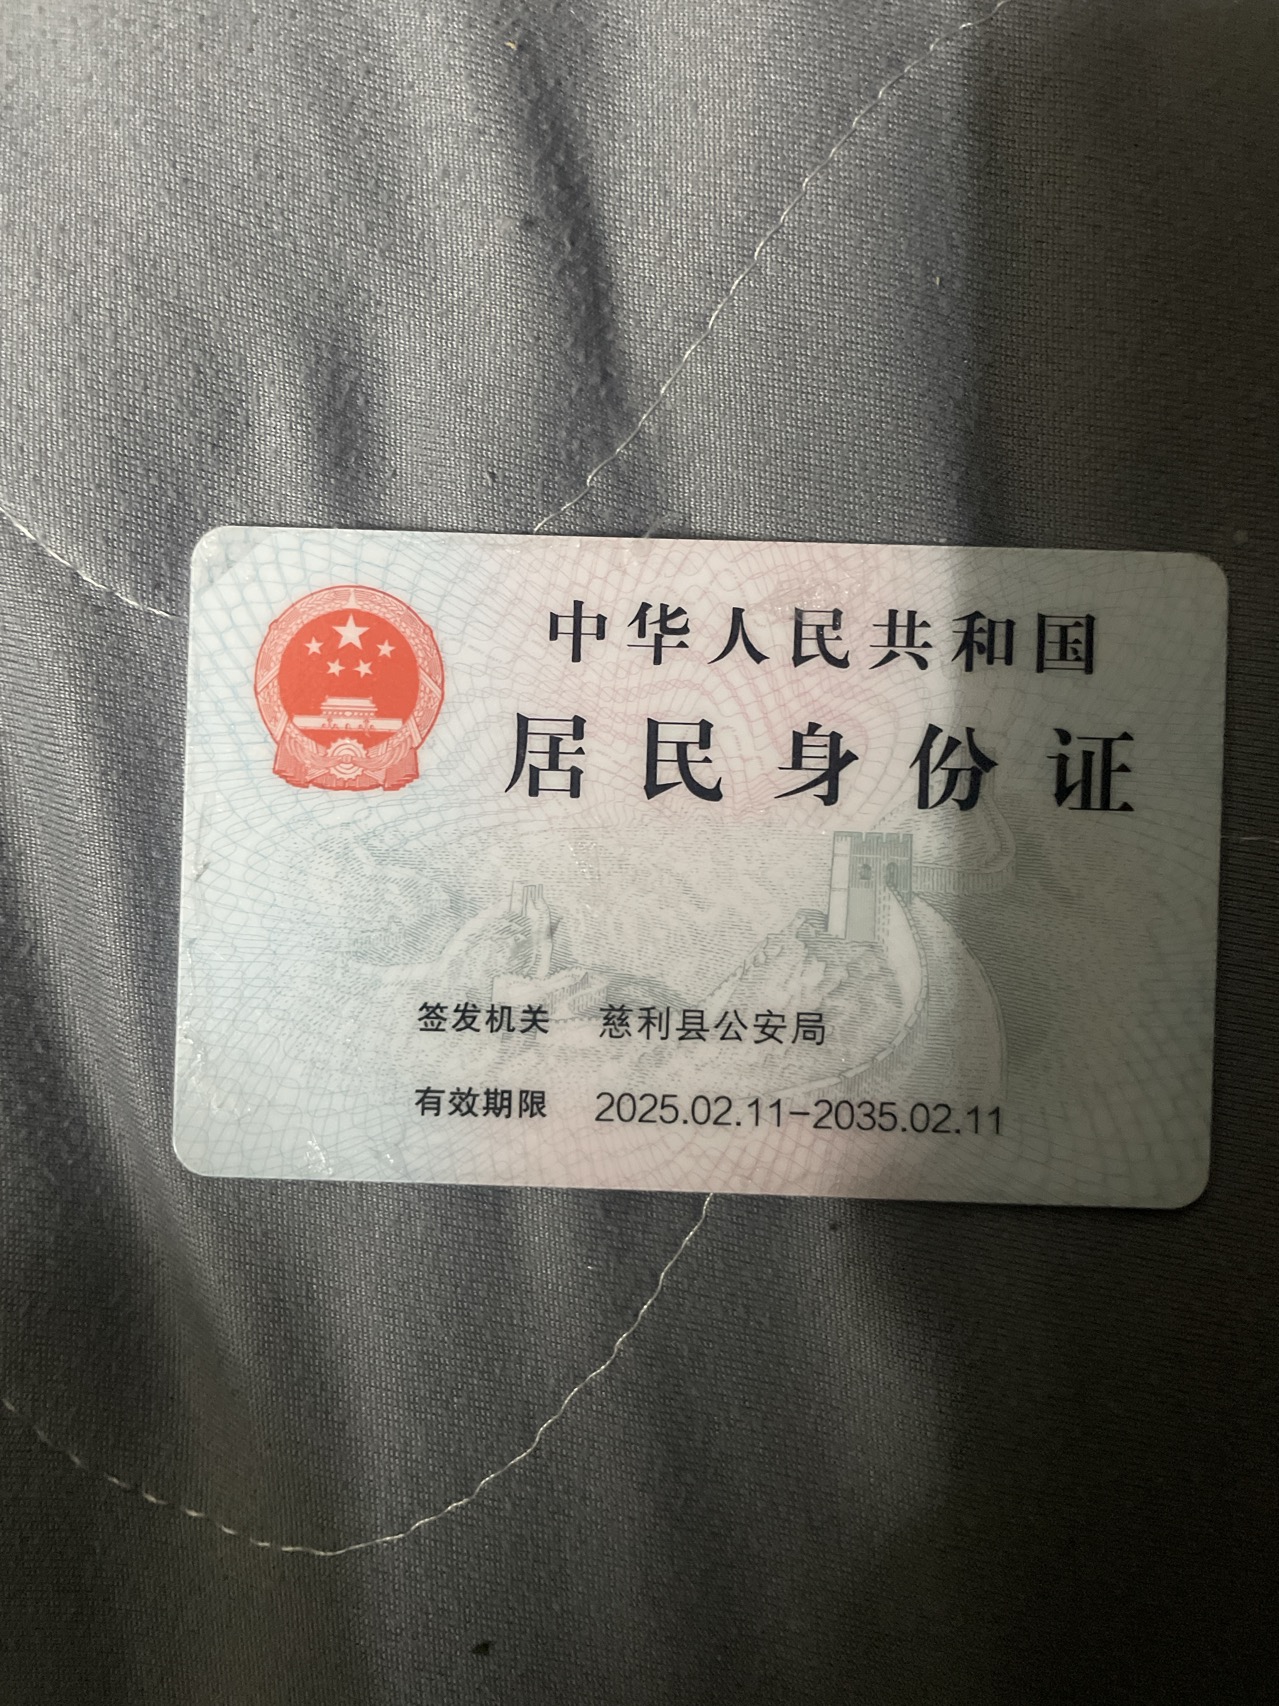 中华人民共和国
居民身份证
签发机关 慈利县公安局
有效期限 2025.02.11-2035.02.11